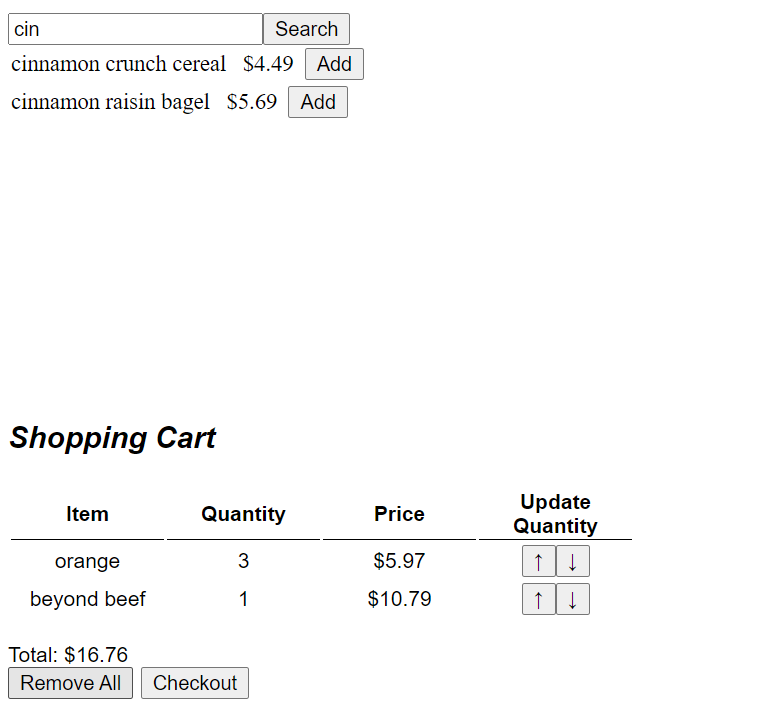 cin Search
cinnamon crunch cereal $4.49 Add
cinnamon raisin bagel $5.69 Add
Shopping Cart
Item Quantity Price Update Quantity
orange 3 $5.97 ↑ ↓
beyond beef 1 $10.79 ↑ ↓
Total: $16.76
Remove All Checkout